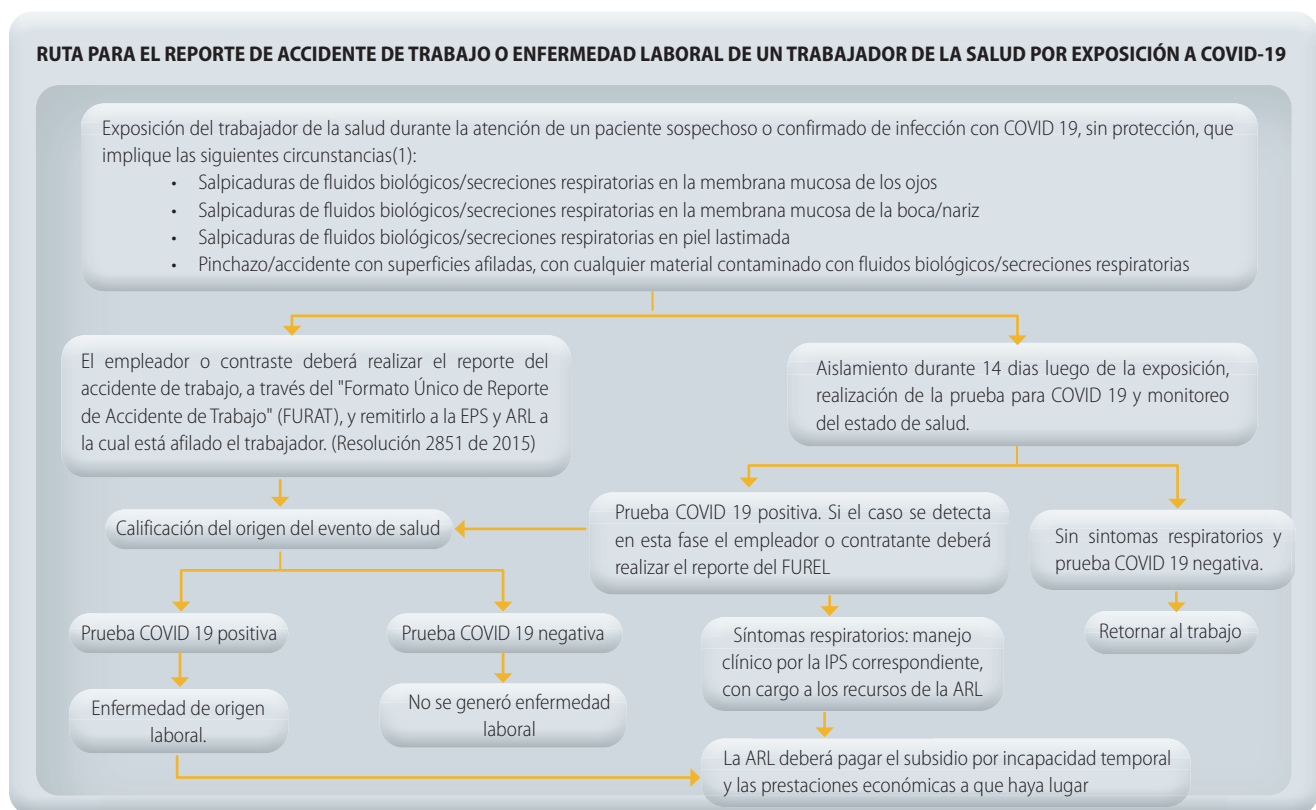 RUTA PARA EL REPORTE DE ACCIDENTE DE TRABAJO O ENFERMEDAD LABORAL DE UN TRABAJADOR DE LA SALUD POR EXPOSICIÓN A COVID-19
Exposición del trabajador de la salud durante la atención de un paciente sospechoso o confirmado de infección con COVID 19, sin protección, que
implique las siguientes circunstancias(1):
• Salpicaduras de fluidos biológicos/secreciones respiratorias en la membrana mucosa de los ojos
• Salpicaduras de fluidos biológicos/secreciones respiratorias en la membrana mucosa de la boca/nariz
• Salpicaduras de fluidos biológicos/secreciones respiratorias en piel lastimada
• Pinchazo/accidente con superficies afiladas, con cualquier material contaminado con fluidos biológicos/secreciones respiratorias
El empleador o contraste deberá realizar el reporte del
accidente de trabajo, a través del "Formato Único de Reporte
de Accidente de Trabajo" (FURAT), y remitirlo a la EPS y ARL a
la cual está afilado el trabajador. (Resolución 2851 de 2015)
Aislamiento durante 14 dias luego de la exposición,
realización de la prueba para COVID 19 y monitoreo
del estado de salud.
Calificación del origen del evento de salud
Prueba COVID 19 positiva. Si el caso se detecta
en esta fase el empleador o contratante deberá
realizar el reporte del FUREL
Sin sintomas respiratorios y
prueba COVID 19 negativa.
Prueba COVID 19 positiva
Prueba COVID 19 negativa
Síntomas respiratorios: manejo
clínico por la IPS correspondiente,
con cargo a los recursos de la ARL
Retornar al trabajo
Enfermedad de origen
laboral.
No se generó enfermedad
laboral
La ARL deberá pagar el subsidio por incapacidad temporal
y las prestaciones económicas a que haya lugar